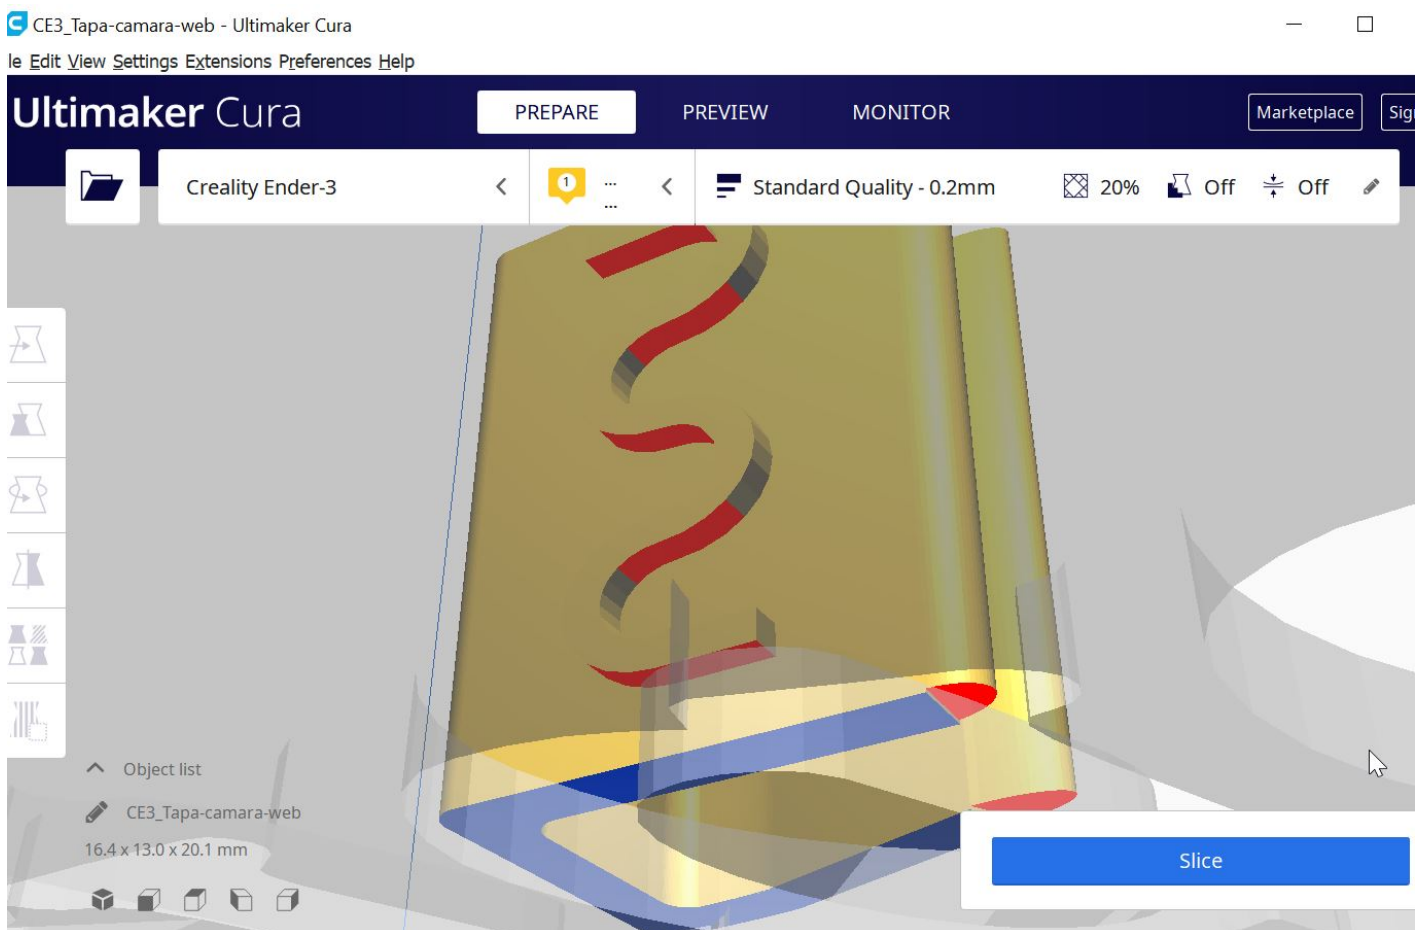 CE3_Tapa-camara-web - Ultimaker Cura
le Edit View Settings Extensions Preferences Help
Ultimaker Cura
PREPARE
PREVIEW
MONITOR
Marketplace
Sig
Creality Ender-3
1
...
...
Standard Quality - 0.2mm
20%
Off
Off
Object list
CE3_Tapa-camara-web
16.4 x 13.0 x 20.1 mm
Slice